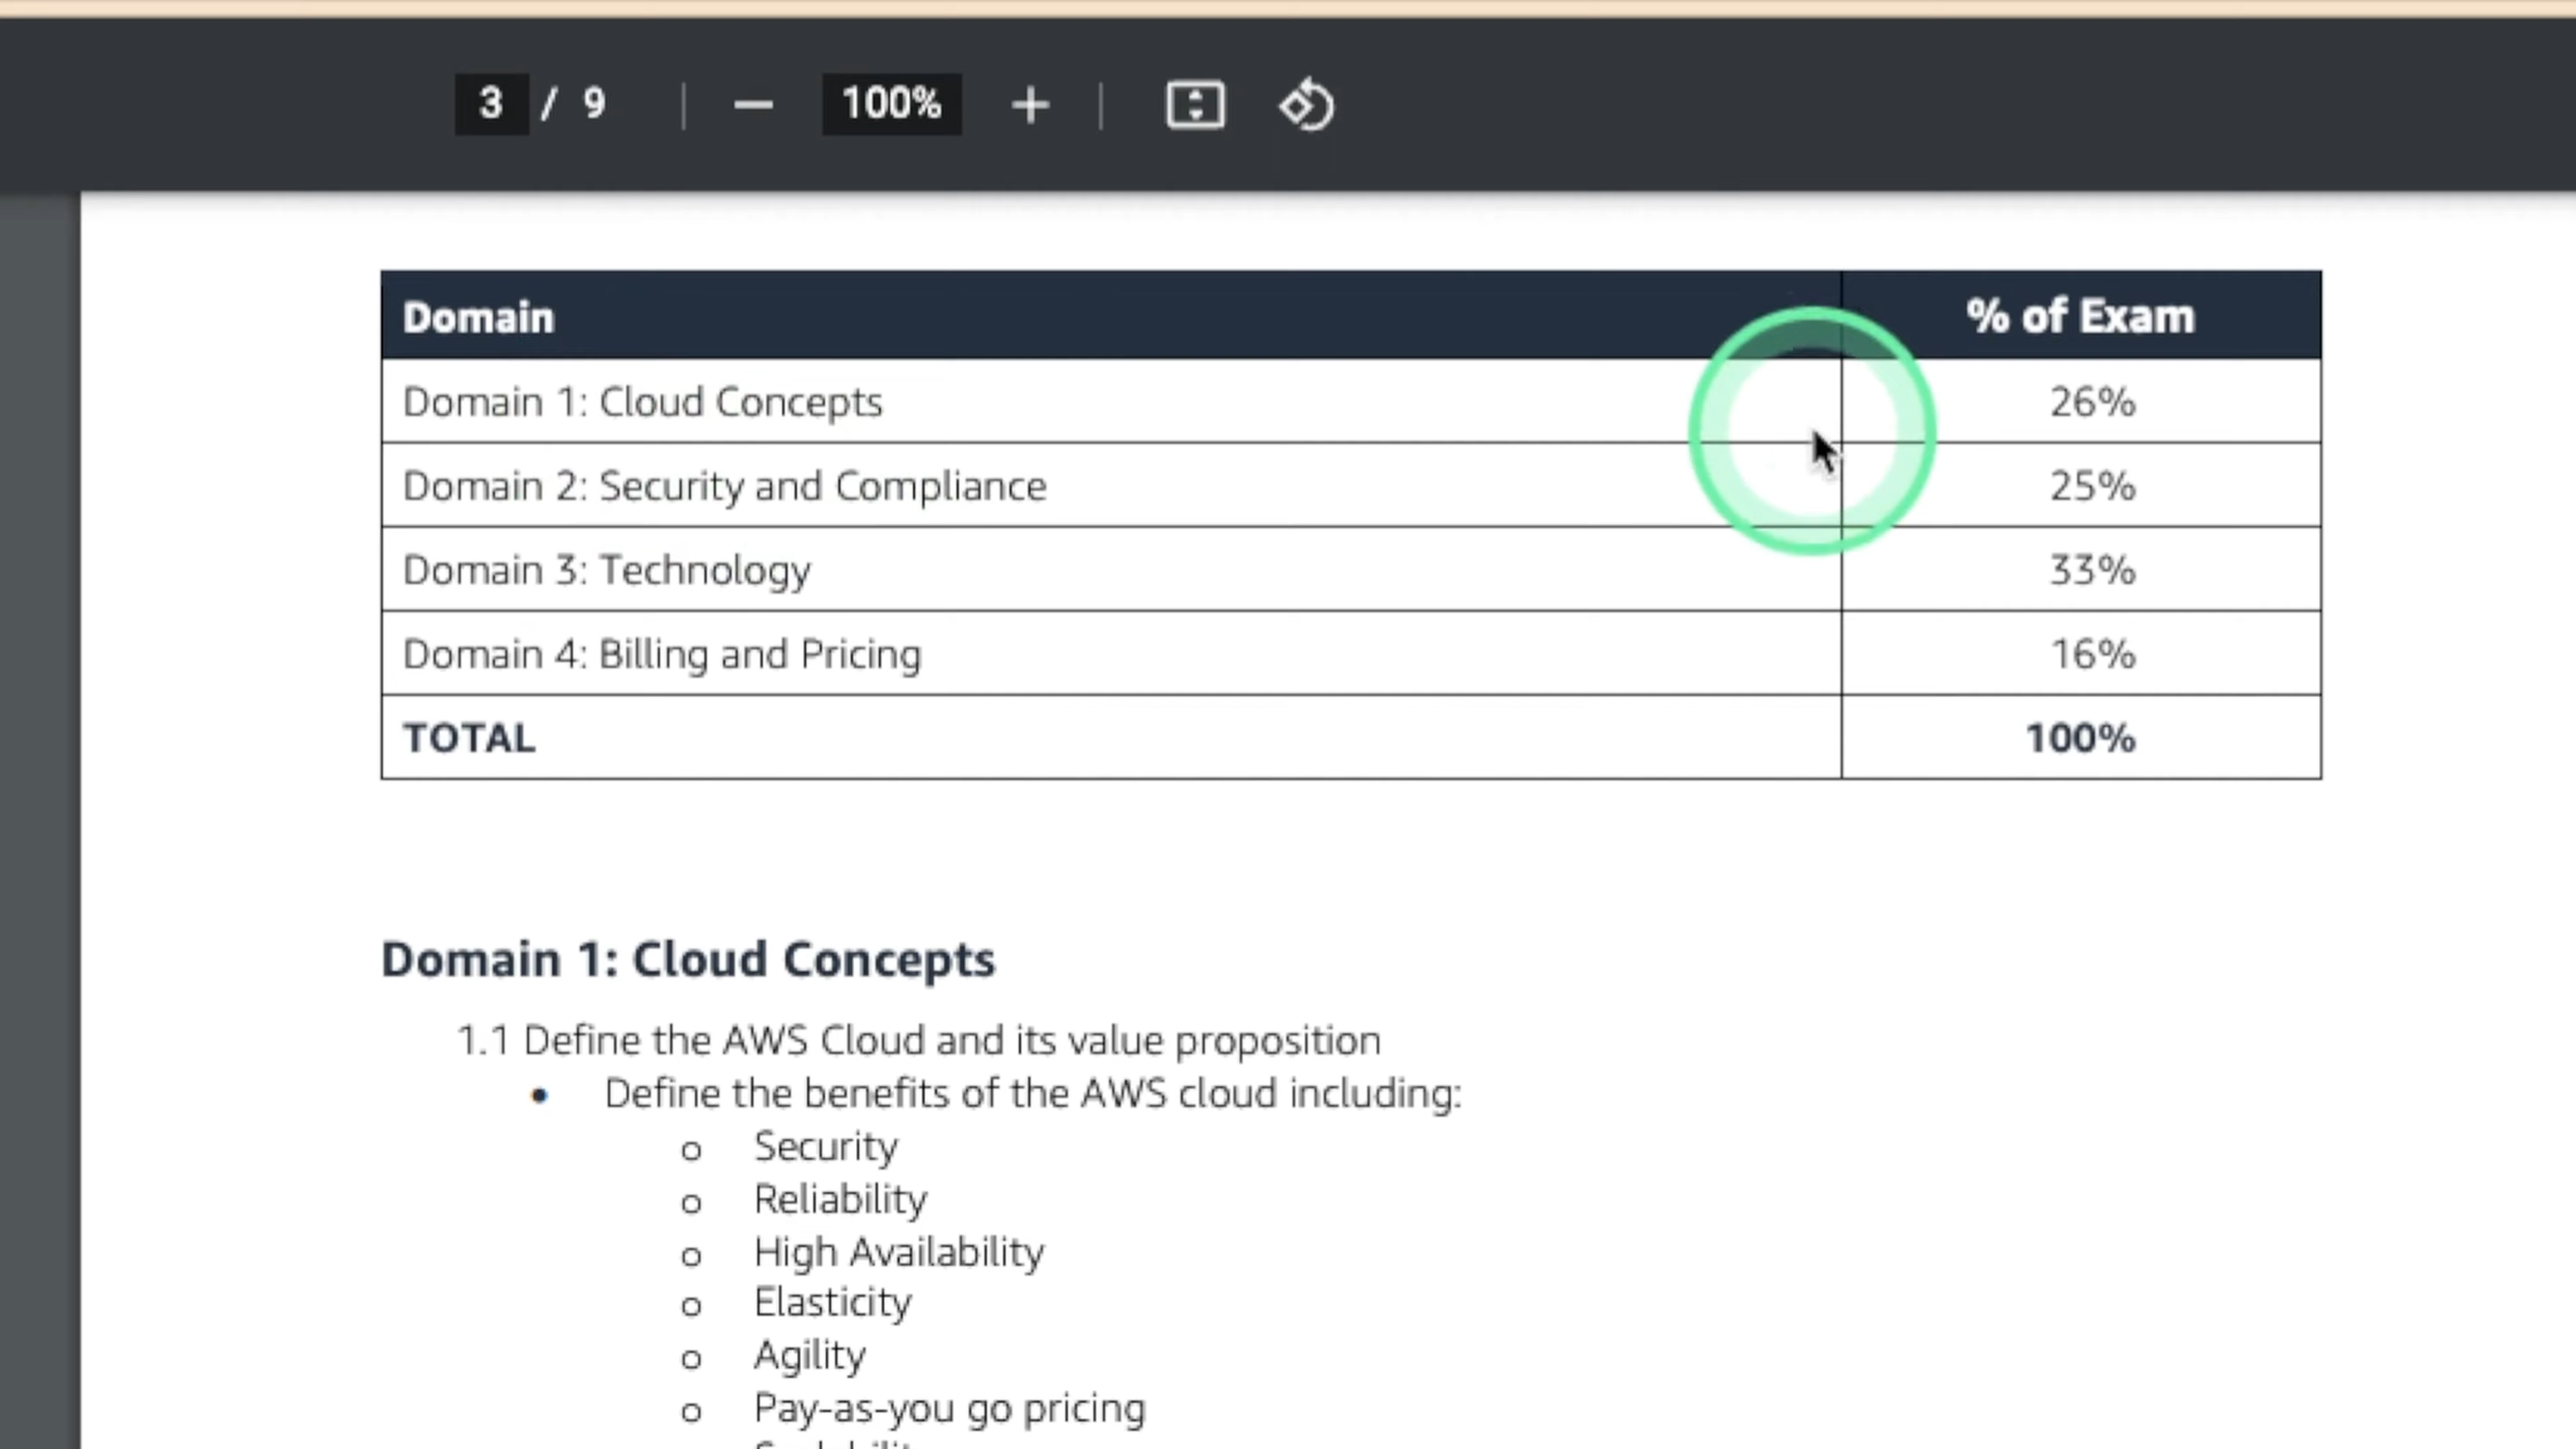 3 / 9 100%
Domain % of Exam
Domain 1: Cloud Concepts 26%
Domain 2: Security and Compliance 25%
Domain 3: Technology 33%
Domain 4: Billing and Pricing 16%
TOTAL 100%
Domain 1: Cloud Concepts
1.1 Define the AWS Cloud and its value proposition
• Define the benefits of the AWS cloud including:
o Security
o Reliability
o High Availability
o Elasticity
o Agility
o Pay-as-you go pricing